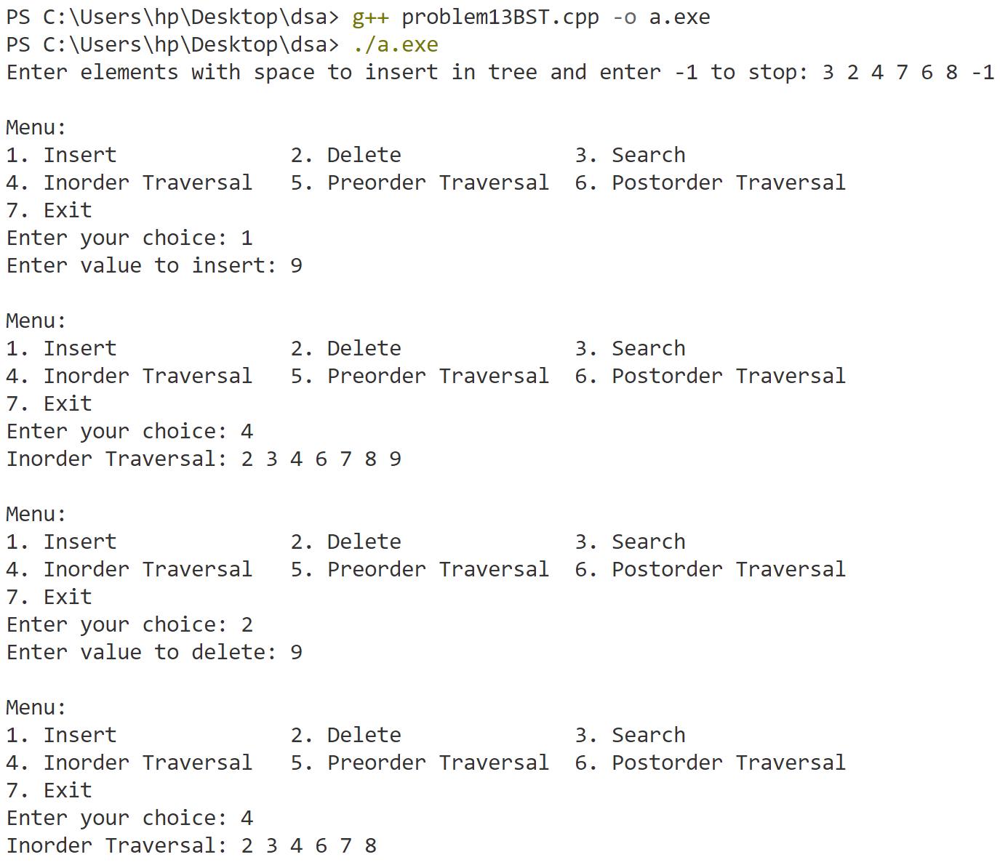 PS C:\Users\hp\Desktop\dsa> g++ problem13BST.cpp -o a.exe
PS C:\Users\hp\Desktop\dsa> ./a.exe
Enter elements with space to insert in tree and enter -1 to stop: 3 2 4 7 6 8 -1

Menu:
1. Insert              2. Delete              3. Search
4. Inorder Traversal   5. Preorder Traversal  6. Postorder Traversal
7. Exit
Enter your choice: 1
Enter value to insert: 9

Menu:
1. Insert              2. Delete              3. Search
4. Inorder Traversal   5. Preorder Traversal  6. Postorder Traversal
7. Exit
Enter your choice: 4
Inorder Traversal: 2 3 4 6 7 8 9

Menu:
1. Insert              2. Delete              3. Search
4. Inorder Traversal   5. Preorder Traversal  6. Postorder Traversal
7. Exit
Enter your choice: 2
Enter value to delete: 9

Menu:
1. Insert              2. Delete              3. Search
4. Inorder Traversal   5. Preorder Traversal  6. Postorder Traversal
7. Exit
Enter your choice: 4
Inorder Traversal: 2 3 4 6 7 8